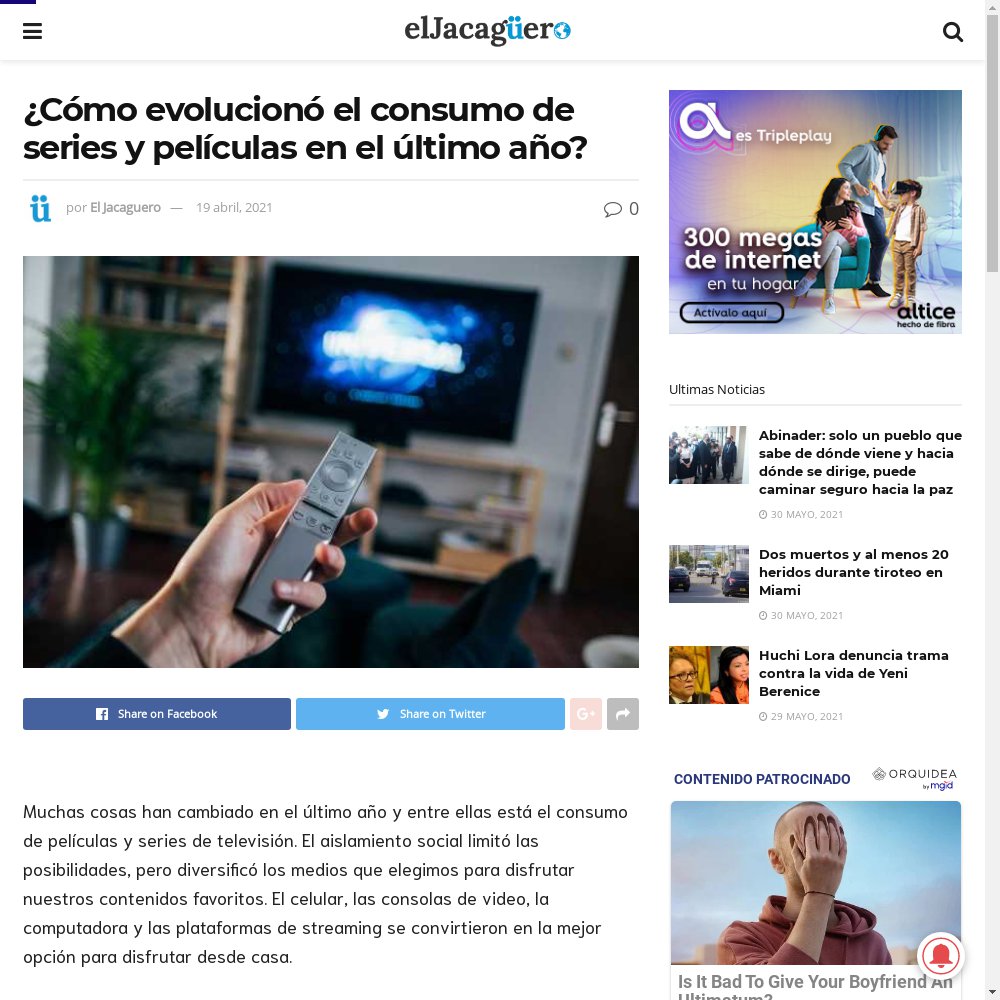 elJacagüero
¿Cómo evolucionó el consumo de
series y películas en el último año?
ü
por El Jacaguero — 19 abril, 2021
0
Share on Facebook
Share on Twitter
G+
Muchas cosas han cambiado en el último año y entre ellas está el consumo
de películas y series de televisión. El aislamiento social limitó las
posibilidades, pero diversificó los medios que elegimos para disfrutar
nuestros contenidos favoritos. El celular, las consolas de video, la
computadora y las plataformas de streaming se convirtieron en la mejor
opción para disfrutar desde casa.
a es Tripleplay
300 megas
de internet
en tu hogar
Actívalo aquí
altice
hecho de fibra
Ultimas Noticias
Abinader: solo un pueblo que
sabe de dónde viene y hacia
dónde se dirige, puede
caminar seguro hacia la paz
30 MAYO, 2021
Dos muertos y al menos 20
heridos durante tiroteo en
Miami
30 MAYO, 2021
Huchi Lora denuncia trama
contra la vida de Yeni
Berenice
29 MAYO, 2021
CONTENIDO PATROCINADO
ORQUIDEA
by mgid
Is It Bad To Give Your Boyfriend An
Ultimatum?